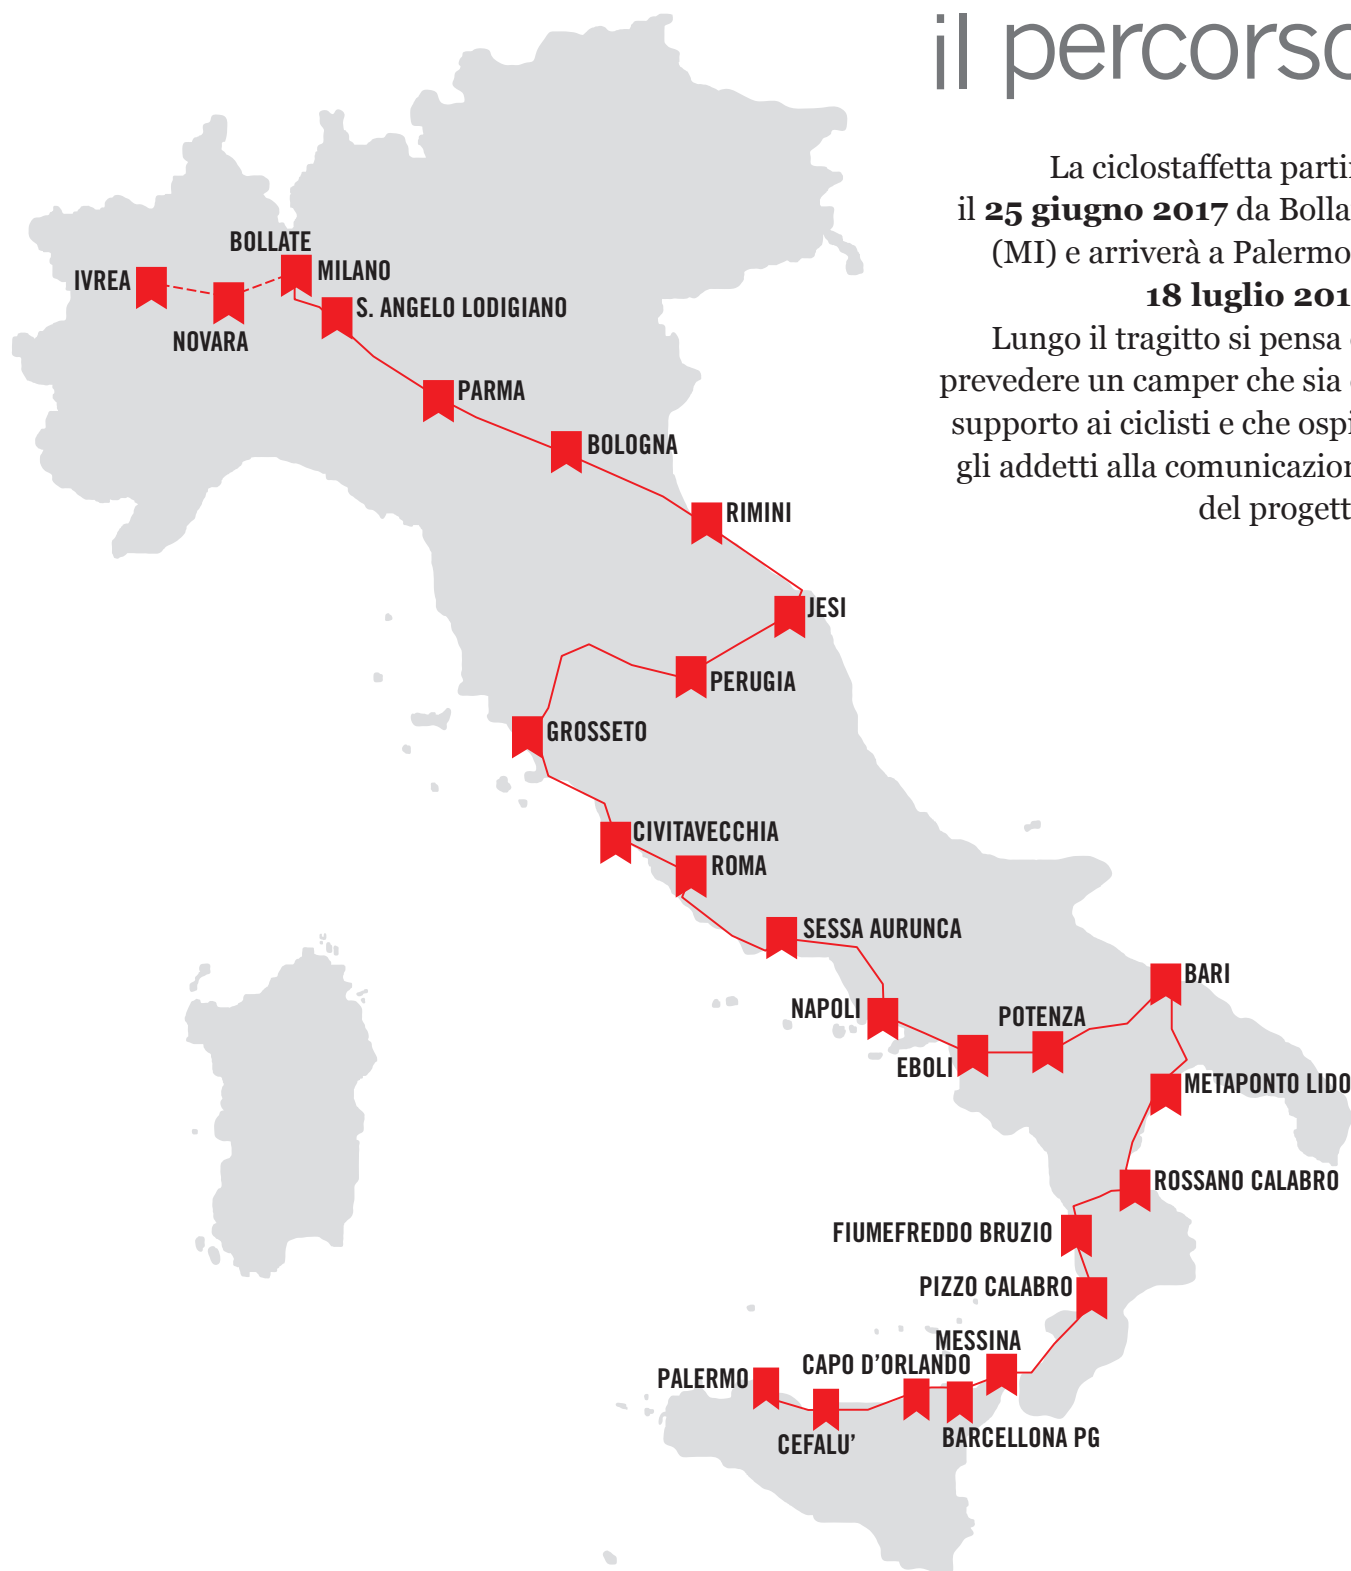 il percorso
La ciclostaffetta parti
il 25 giugno 2017 da Bolla
(MI) e arriverà a Palermo
18 luglio 201
Lungo il tragitto si pensa
prevedere un camper che sia
supporto ai ciclisti e che ospi
gli addetti alla comunicazion
del progett
BOLLATE
IVREA
MILANO
S. ANGELO LODIGIANO
NOVARA
PARMA
BOLOGNA
RIMINI
JESI
PERUGIA
GROSSETO
CIVITAVECCHIA
ROMA
SESSA AURUNCA
BARI
NAPOLI
POTENZA
EBOLI
METAPONTO LIDO
ROSSANO CALABRO
FIUMEFREDDO BRUZIO
PIZZO CALABRO
MESSINA
CAPO D'ORLANDO
PALERMO
CEFALU'
BARCELLONA PG